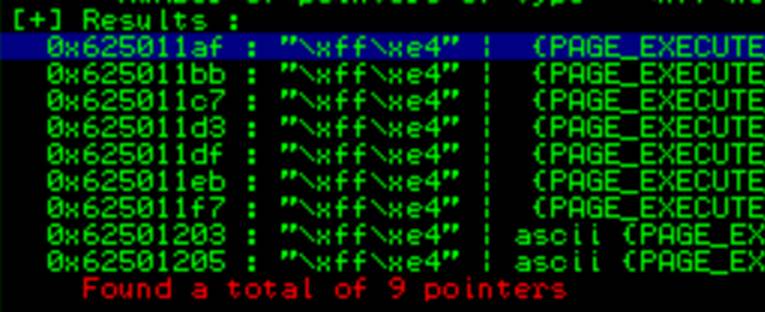 [+] Results :
0x625011af : "\xff\xe4" | {PAGE_EXECUTE
0x625011bb : "\xff\xe4" | {PAGE_EXECUTE
0x625011c7 : "\xff\xe4" | {PAGE_EXECUTE
0x625011d3 : "\xff\xe4" | {PAGE_EXECUTE
0x625011df : "\xff\xe4" | {PAGE_EXECUTE
0x625011eb : "\xff\xe4" | {PAGE_EXECUTE
0x625011f7 : "\xff\xe4" | {PAGE_EXECUTE
0x62501203 : "\xff\xe4" | ascii {PAGE_EX
0x62501205 : "\xff\xe4" | ascii {PAGE_EX
Found a total of 9 pointers